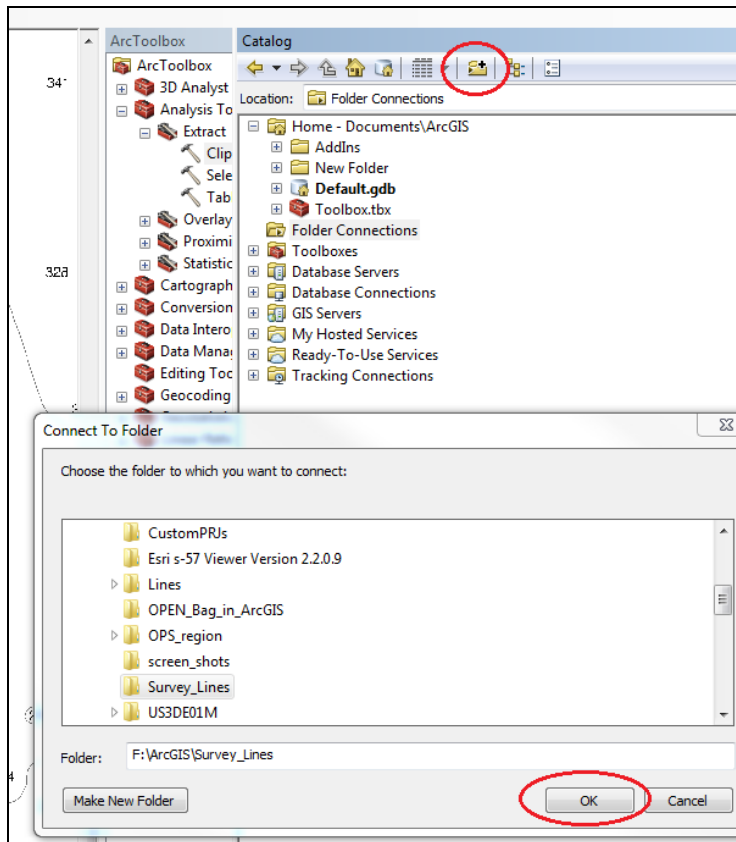 ArcToolbox
ArcToolbox
3D Analyst
Analysis To
Extract
Clip
Sele
Tab
Overlay
Proximi
Statistic
Cartograph
Conversion
Data Intero
Data Mana
Editing Toc
Geocoding
Catalog
Location: Folder Connections
Home - Documents\ArcGIS
AddIns
New Folder
Default.gdb
Toolbox.tbx
Folder Connections
Toolboxes
Database Servers
Database Connections
GIS Servers
My Hosted Services
Ready-To-Use Services
Tracking Connections
34
328
Connect To Folder
Choose the folder to which you want to connect:
CustomPRJs
Esri s-57 Viewer Version 2.2.0.9
Lines
OPEN_Bag_in_ArcGIS
OPS_region
screen_shots
Survey_Lines
US3DE01M
Folder: F:\ArcGIS\Survey_Lines
Make New Folder
OK
Cancel
4